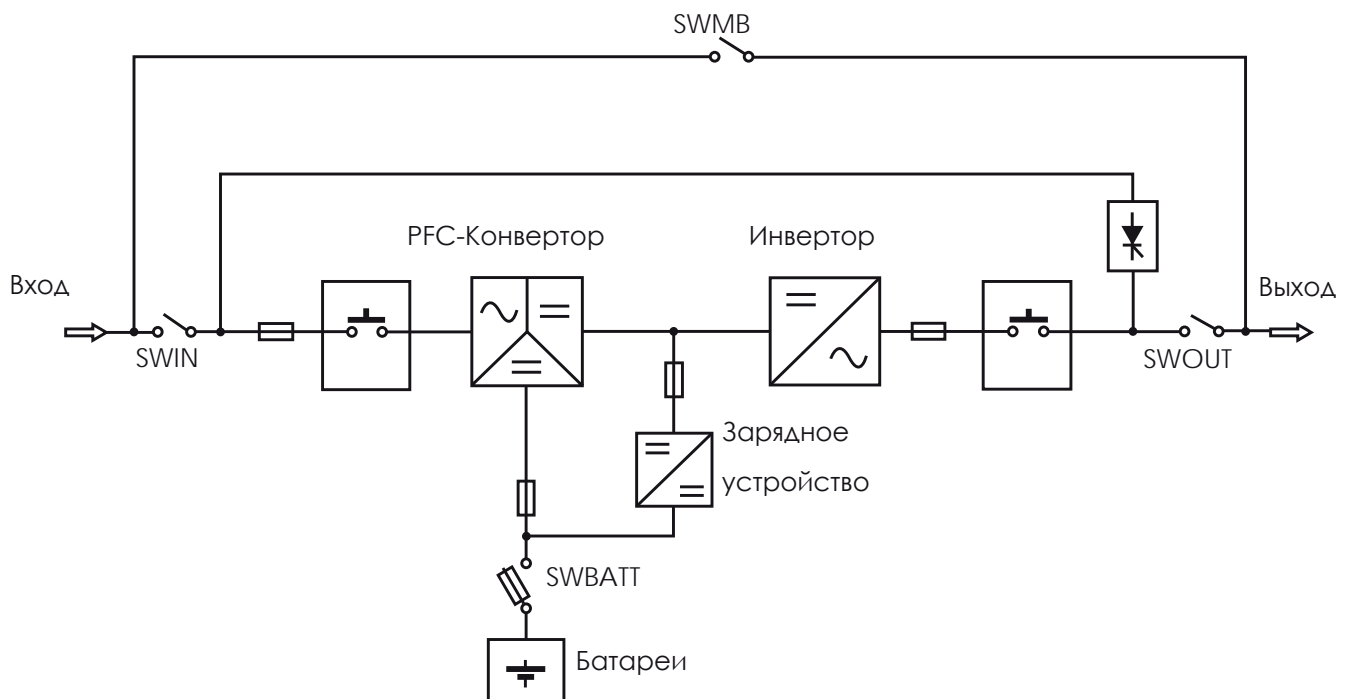 SWMB
PFC-Конвертор
Инвертор
Вход
Выход
SWIN
SWOUT
Зарядное
устройство
SWBATT
Батареи